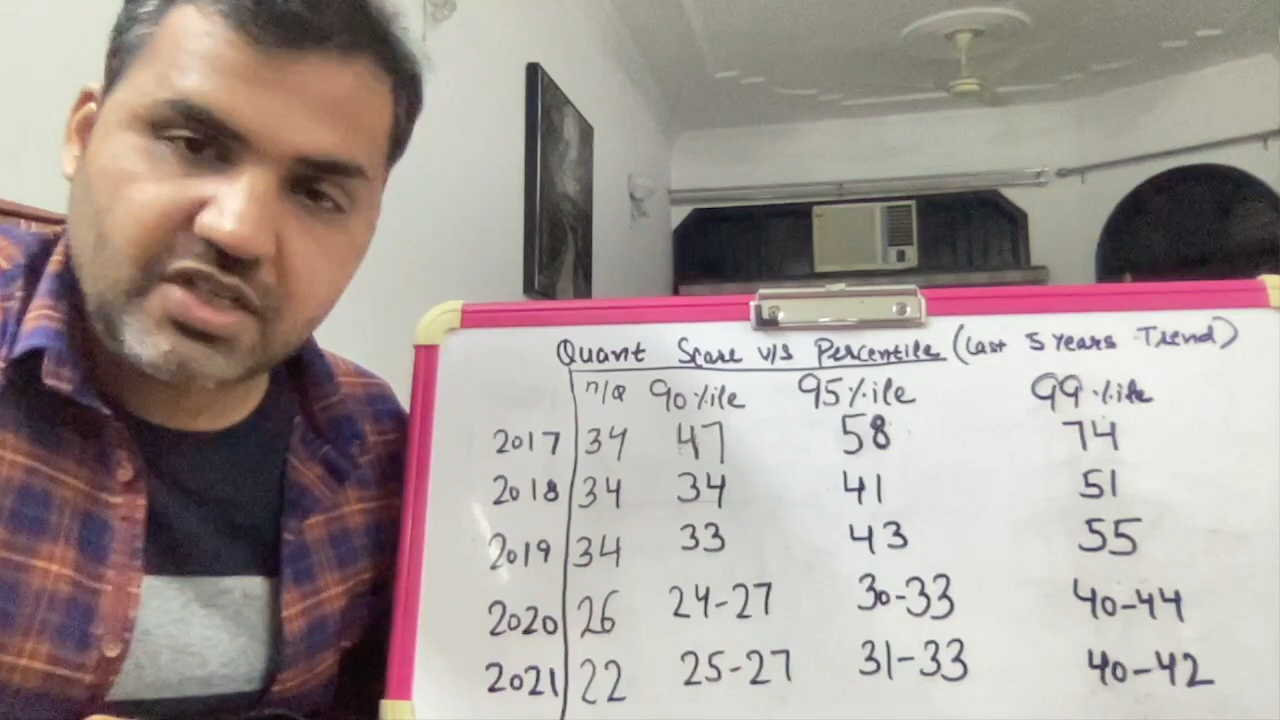 Quant Score v/s Percentile (Last 5 Years Trend)
n/Q 90%ile 95%ile 99%ile
2017 34 47 58 74
2018 34 34 41 51
2019 34 33 43 55
2020 26 24-27 30-33 40-44
2021 22 25-27 31-33 40-42